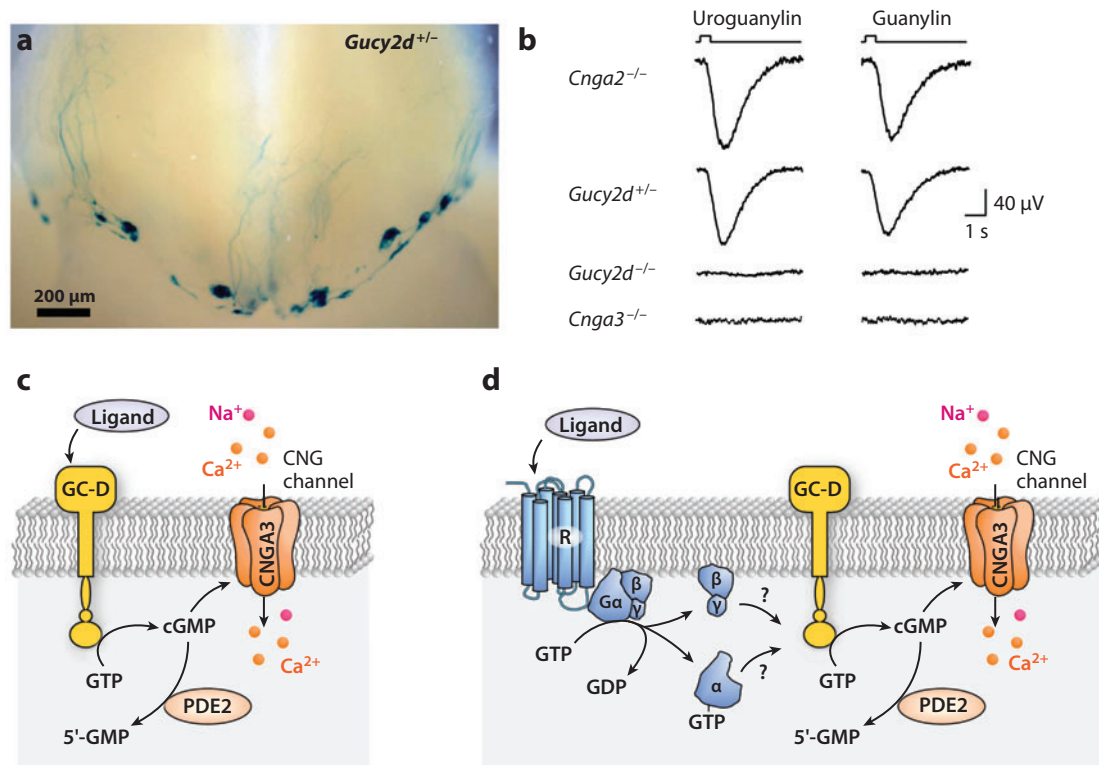 a
Gucy2d+/–
200 µm
b
Uroguanylin
Guanylin
Cnga2–/–
Gucy2d+/–
40 µV
1 s
Gucy2d–/–
Cnga3–/–
c
Ligand
Na+
Ca2+
CNG
channel
GC-D
CNGA3
cGMP
GTP
Ca2+
PDE2
5'-GMP
d
Ligand
Na+
Ca2+
CNG
channel
GC-D
R
CNGA3
Gα
β
γ
β
γ
?
GTP
GDP
α
GTP
?
cGMP
GTP
Ca2+
PDE2
5'-GMP